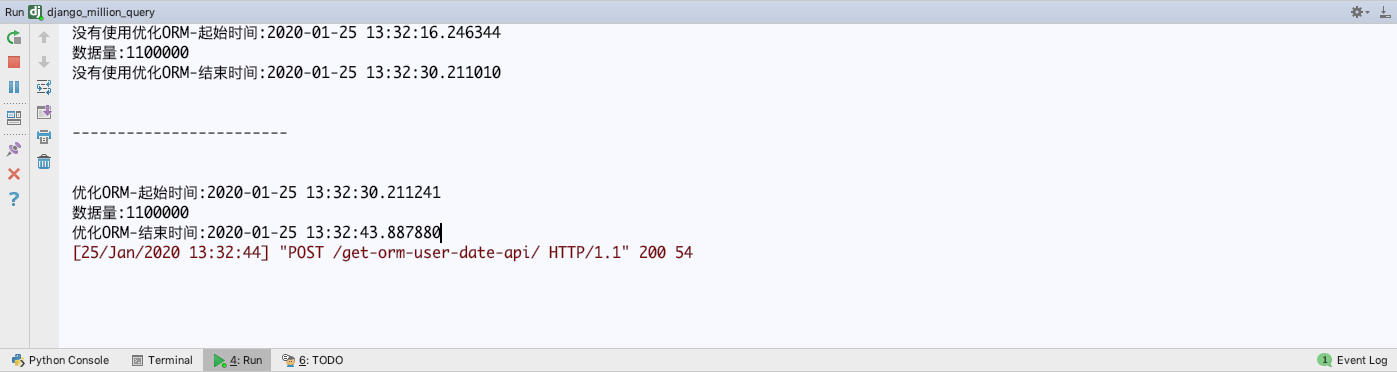 Run django_million_query
没有使用优化ORM-起始时间:2020-01-25 13:32:16.246344
数据量:1100000
没有使用优化ORM-结束时间:2020-01-25 13:32:30.211010
------------------------
优化ORM-起始时间:2020-01-25 13:32:30.211241
数据量:1100000
优化ORM-结束时间:2020-01-25 13:32:43.887880
[25/Jan/2020 13:32:44] "POST /get-orm-user-date-api/ HTTP/1.1" 200 54
Python Console Terminal 4: Run 6: TODO 1 Event Log